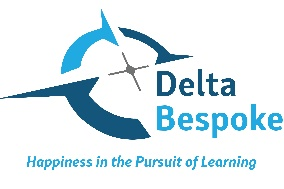 Delta
Bespoke
Happiness in the Pursuit of Learning